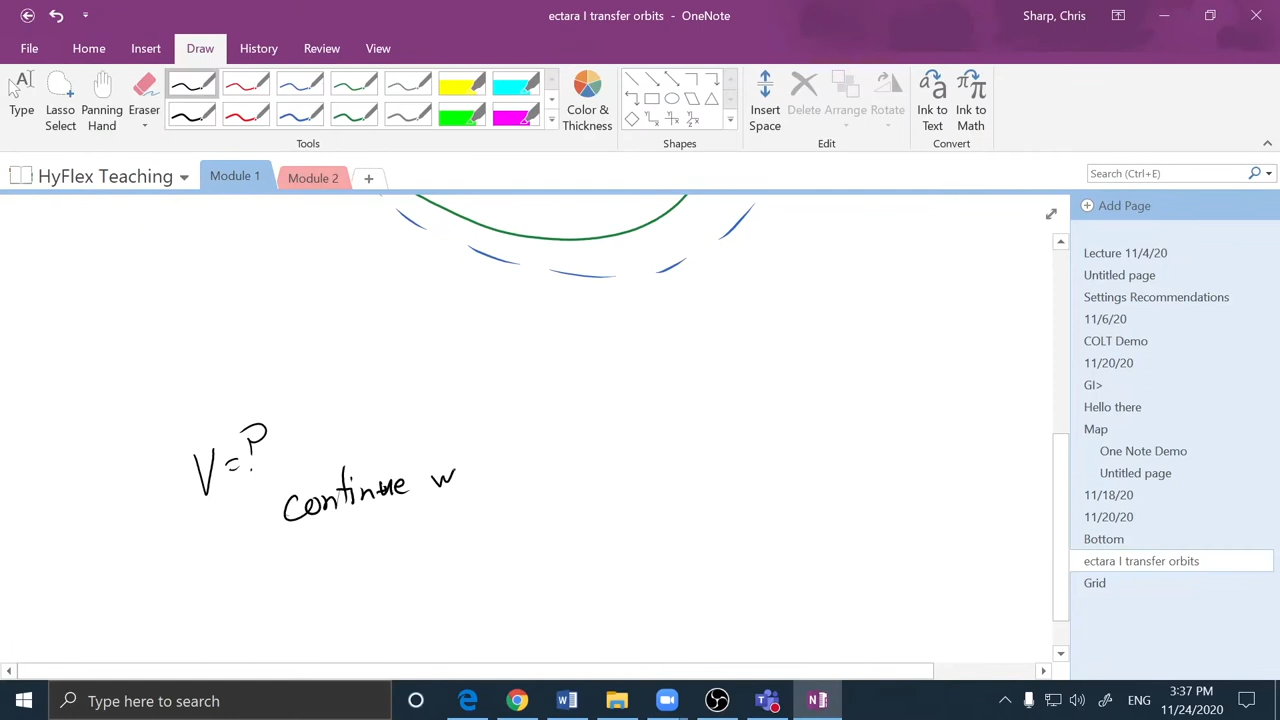 ectara I transfer orbits - OneNote
Sharp, Chris
File Home Insert Draw History Review View
Type
Lasso Select
Panning Hand
Eraser
Color & Thickness
Insert Space
Delete
Arrange
Rotate
Ink to Text
Ink to Math
Tools
Shapes
Edit
Convert
HyFlex Teaching
Module 1
Module 2
Search (Ctrl+E)
Add Page
Lecture 11/4/20
Untitled page
Settings Recommendations
11/6/20
COLT Demo
11/20/20
GI>
Hello there
Map
One Note Demo
Untitled page
11/18/20
11/20/20
Bottom
ectara I transfer orbits
Grid
V=?
continue w
Type here to search
ENG
3:37 PM
11/24/2020